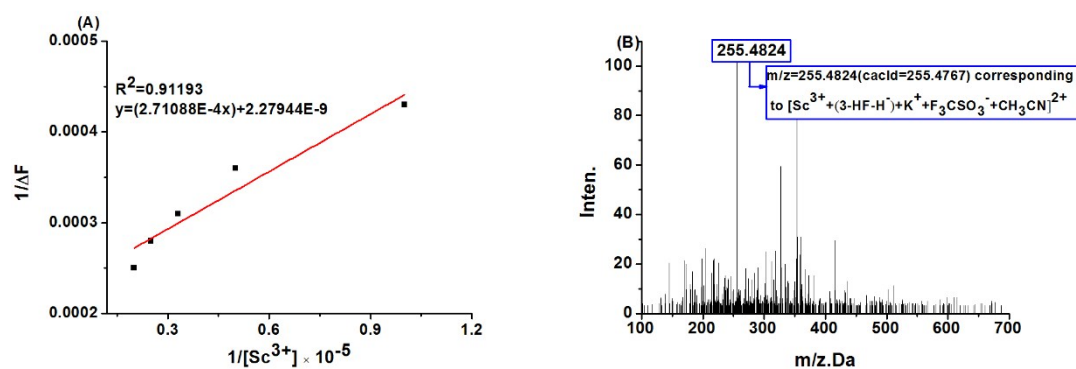 (A)
0.0005
0.0004
0.0003
0.0002
1/ΔF
R²=0.91193
y=(2.71088E-4x)+2.27944E-9
0.3 0.6 0.9 1.2
1/[Sc³⁺] × 10⁻⁵
(B)
100
80
60
40
20
0
Inten.
255.4824
m/z=255.4824(cacld=255.4767) corresponding
to [Sc³⁺+(3-HF-H⁻)+K⁺+F₃CSO₃⁻+CH₃CN]²⁺
100 200 300 400 500 600 700
m/z.Da